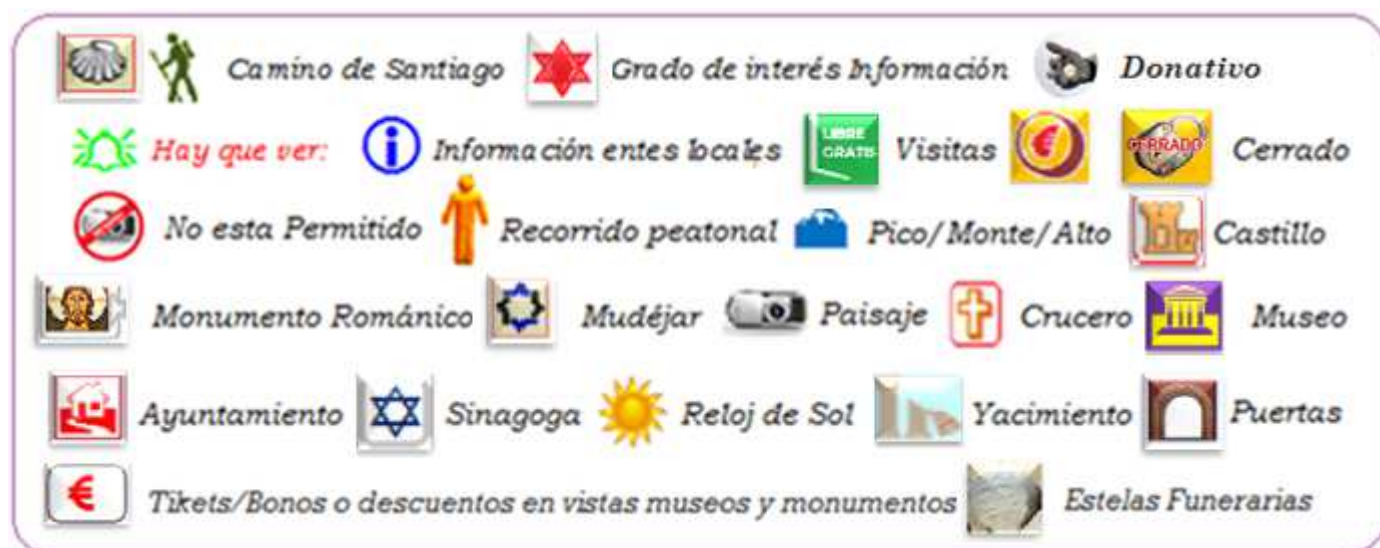 Camino de Santiago Grado de interés Información Donativo
Hay que ver: i Información entes locales LIBRE GRATIS Visitas € CERRADO Cerrado
No esta Permitido Recorrido peatonal Pico/Monte/Alto Castillo
Monumento Románico Mudéjar Paisaje Crucero Museo
Ayuntamiento Sinagoga Reloj de Sol Yacimiento Puertas
€ Tikets/Bonos o descuentos en vistas museos y monumentos Estelas Funerarias